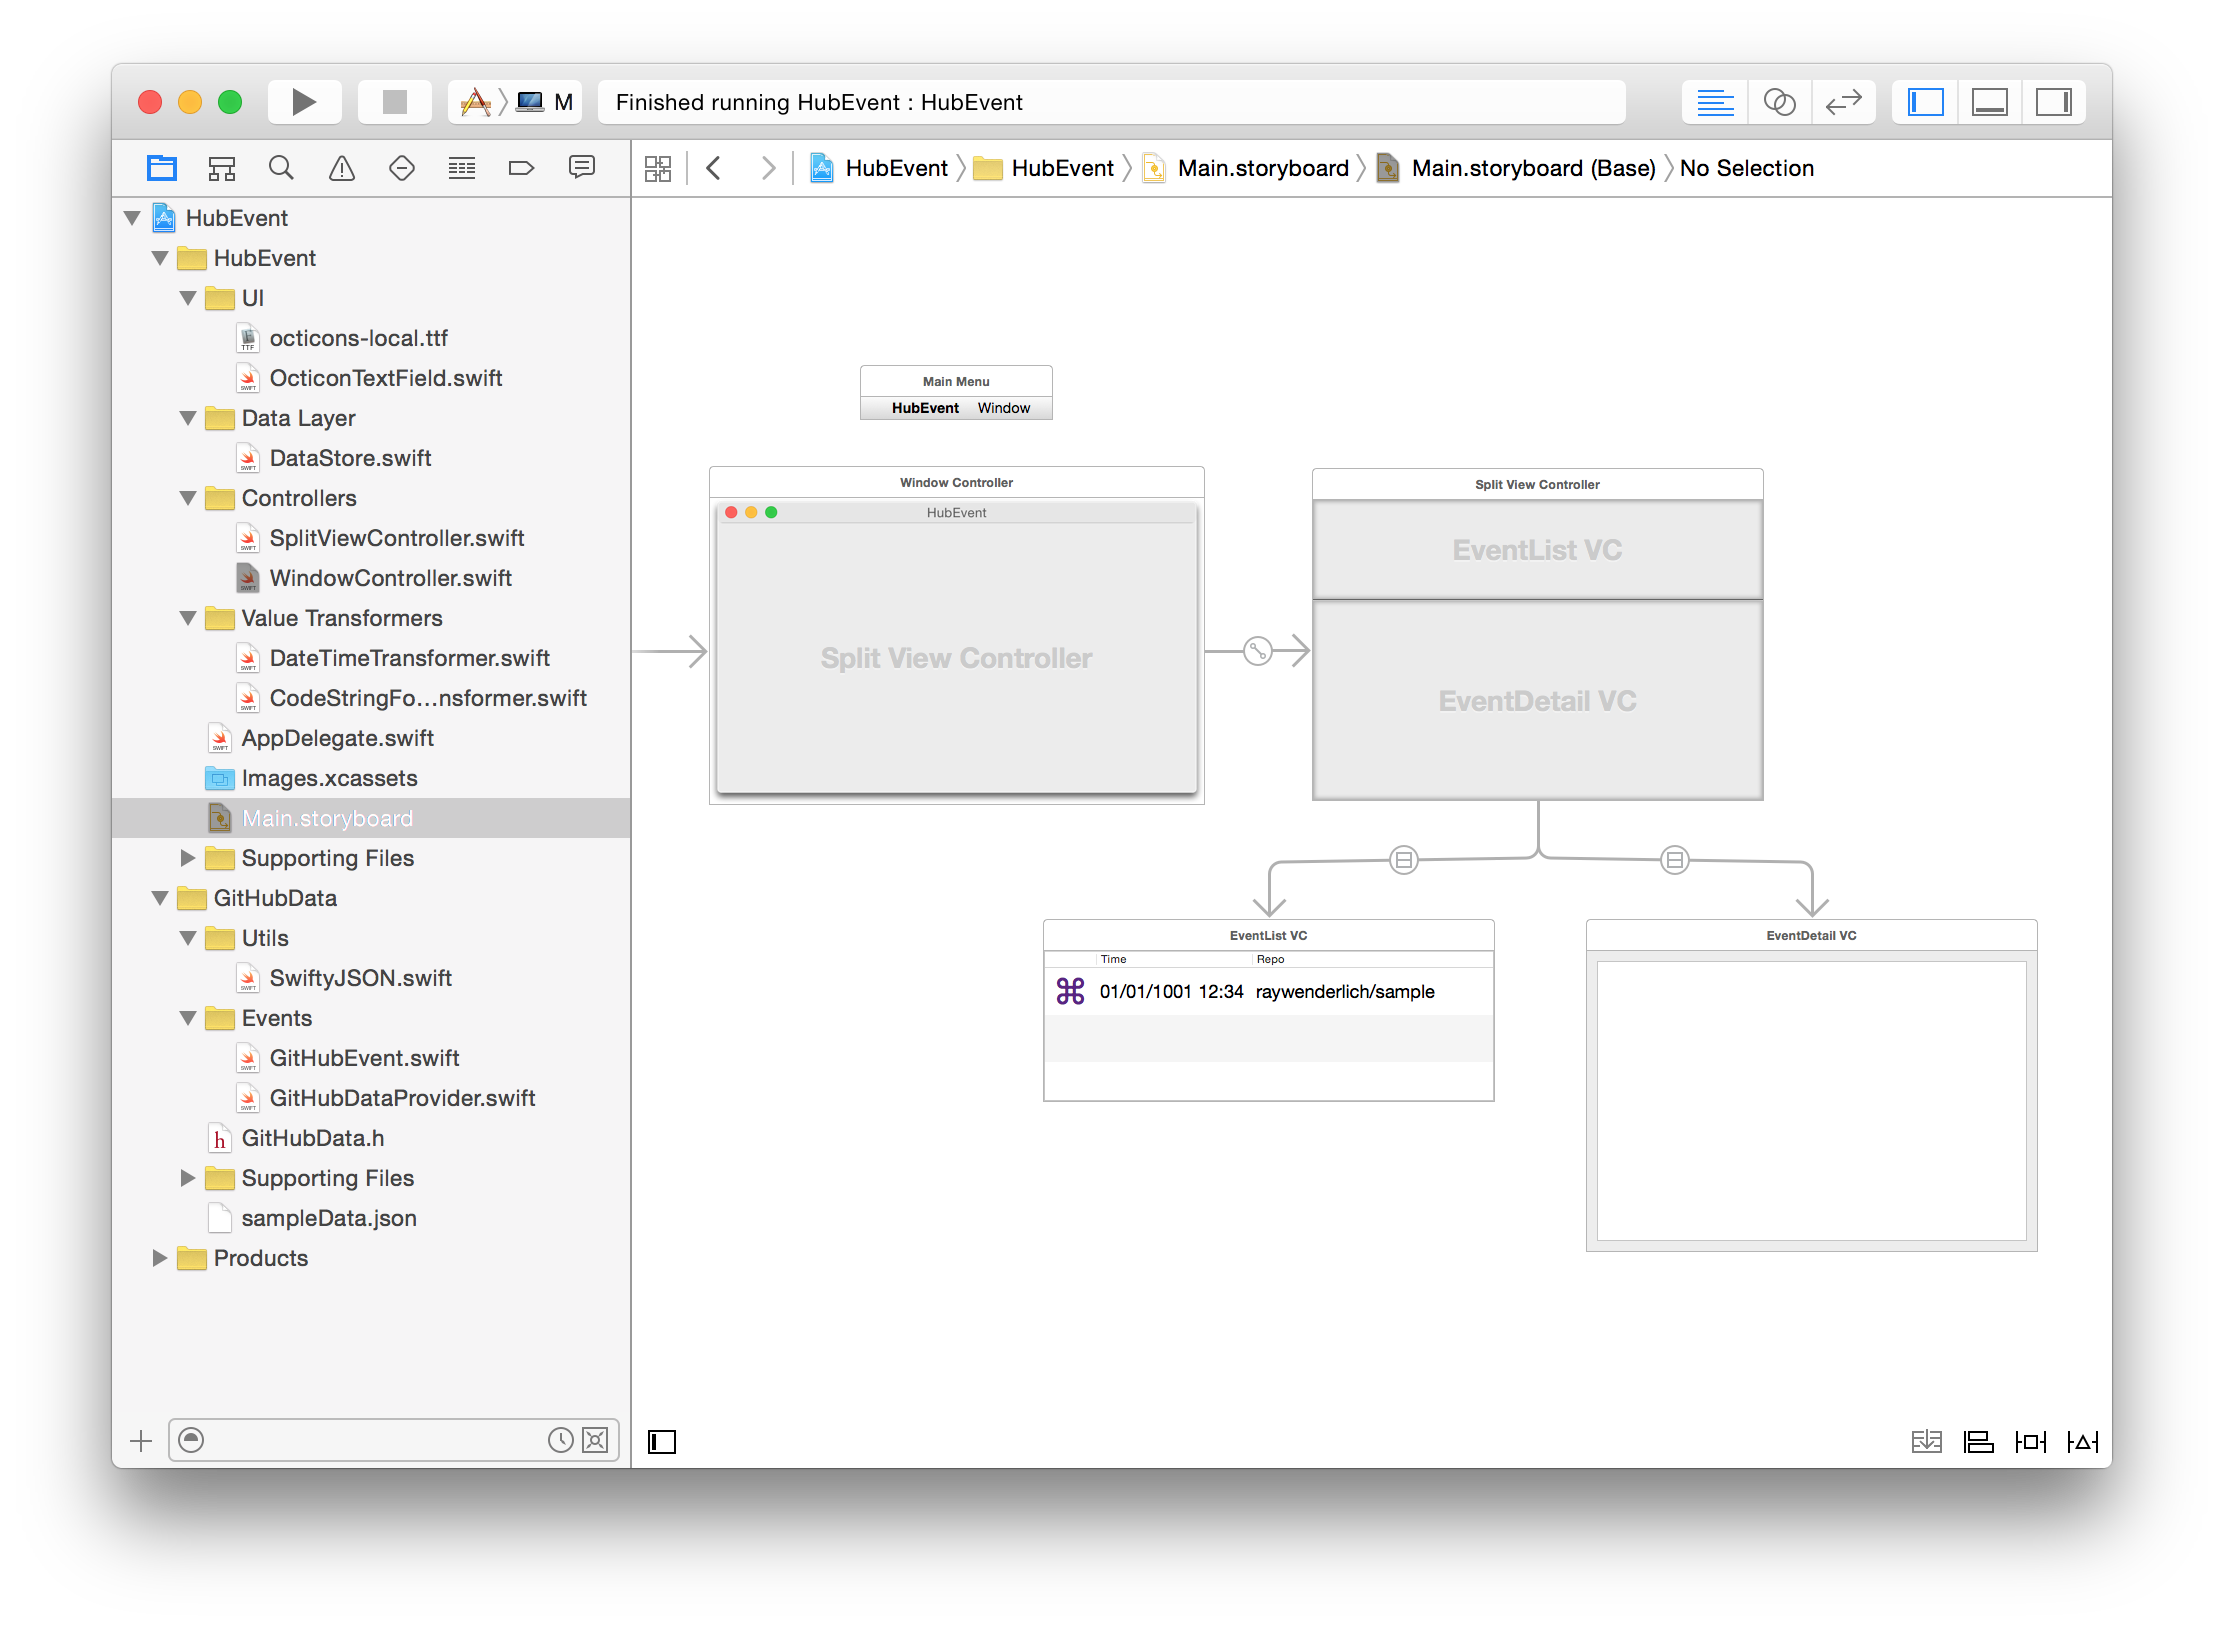 M
Finished running HubEvent : HubEvent
HubEvent HubEvent Main.storyboard Main.storyboard (Base) No Selection
HubEvent
HubEvent
UI
octicons-local.ttf
OcticonTextField.swift
Data Layer
DataStore.swift
Controllers
SplitViewController.swift
WindowController.swift
Value Transformers
DateTimeTransformer.swift
CodeStringFo...nsformer.swift
AppDelegate.swift
Images.xcassets
Main.storyboard
Supporting Files
GitHubData
Utils
SwiftyJSON.swift
Events
GitHubEvent.swift
GitHubDataProvider.swift
h GitHubData.h
Supporting Files
sampleData.json
Products
Main Menu
HubEvent Window
Window Controller
HubEvent
Split View Controller
Split View Controller
EventList VC
EventDetail VC
EventList VC
Time Repo
01/01/1001 12:34 raywenderlich/sample
EventDetail VC